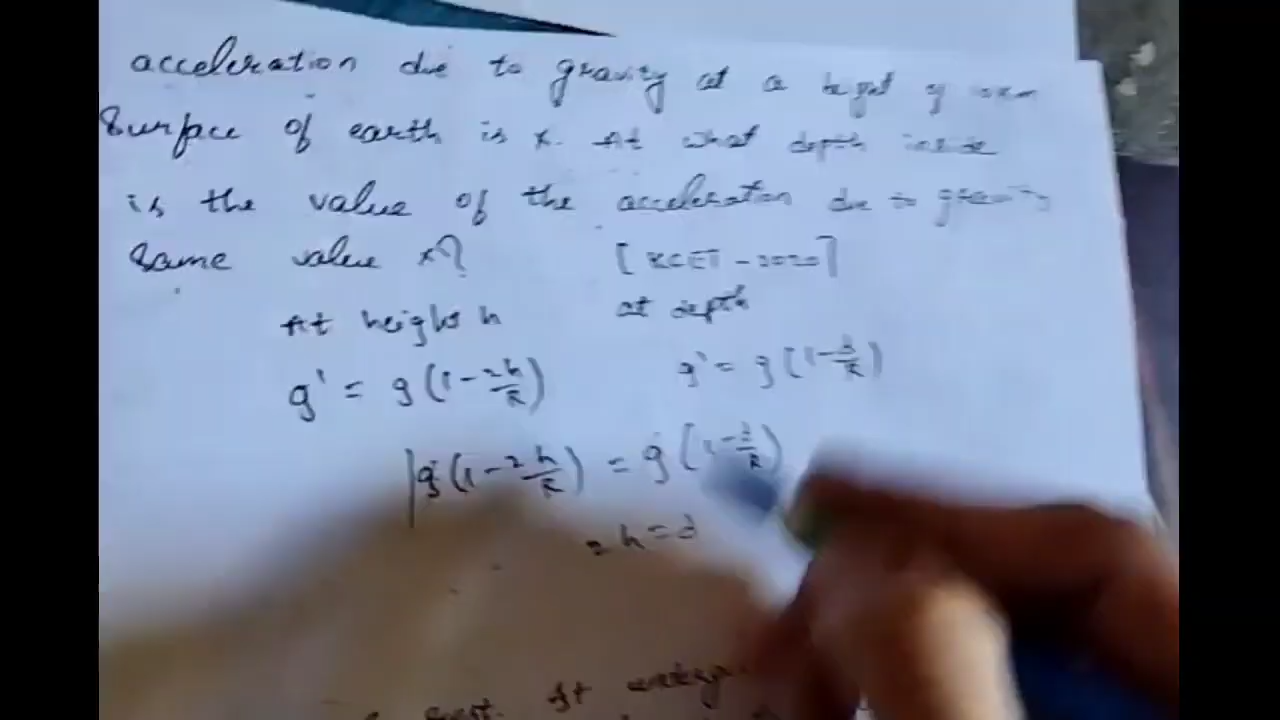 acceleration due to gravity at a height of
Surface of earth is x. At what depth inside
is the value of the acceleration due to gravity
Same value x?
[KCET-2020]
At height h
at depth
g' = g(1-2h/R)
g' = g(1-d/R)
g(1-2h/R) = g(1-d/R)
2h=d
At